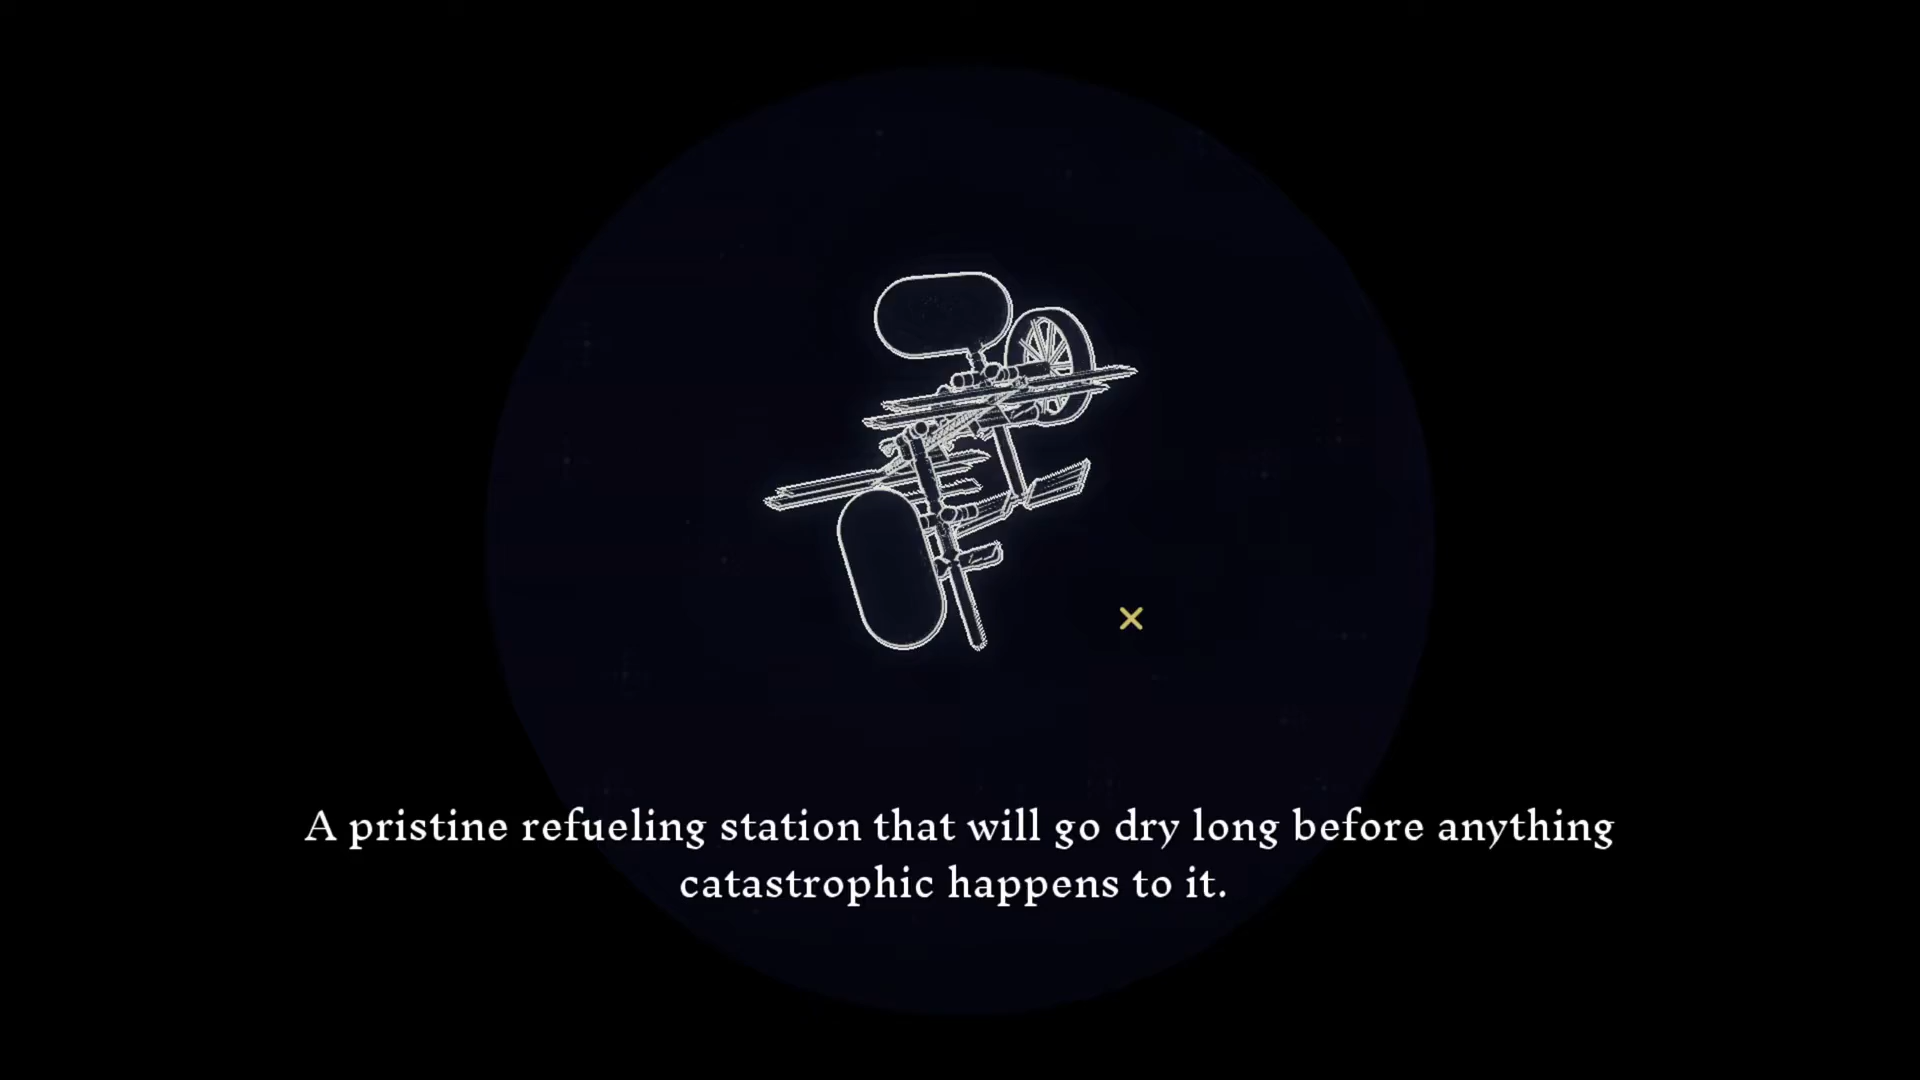 A pristine refueling station that will go dry long before anything
catastrophic happens to it.